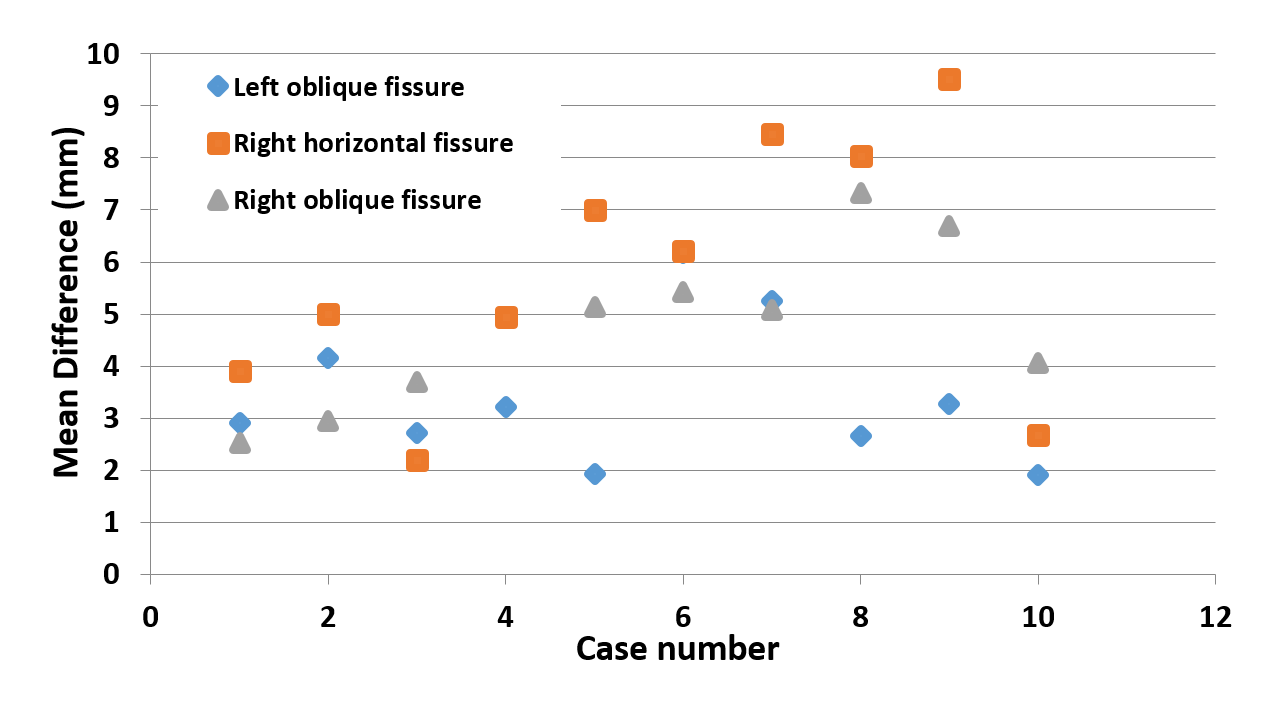 10
9
8
7
6
5
4
3
2
1
0
Mean Difference (mm)
Left oblique fissure
Right horizontal fissure
Right oblique fissure
0 2 4 6 8 10 12
Case number